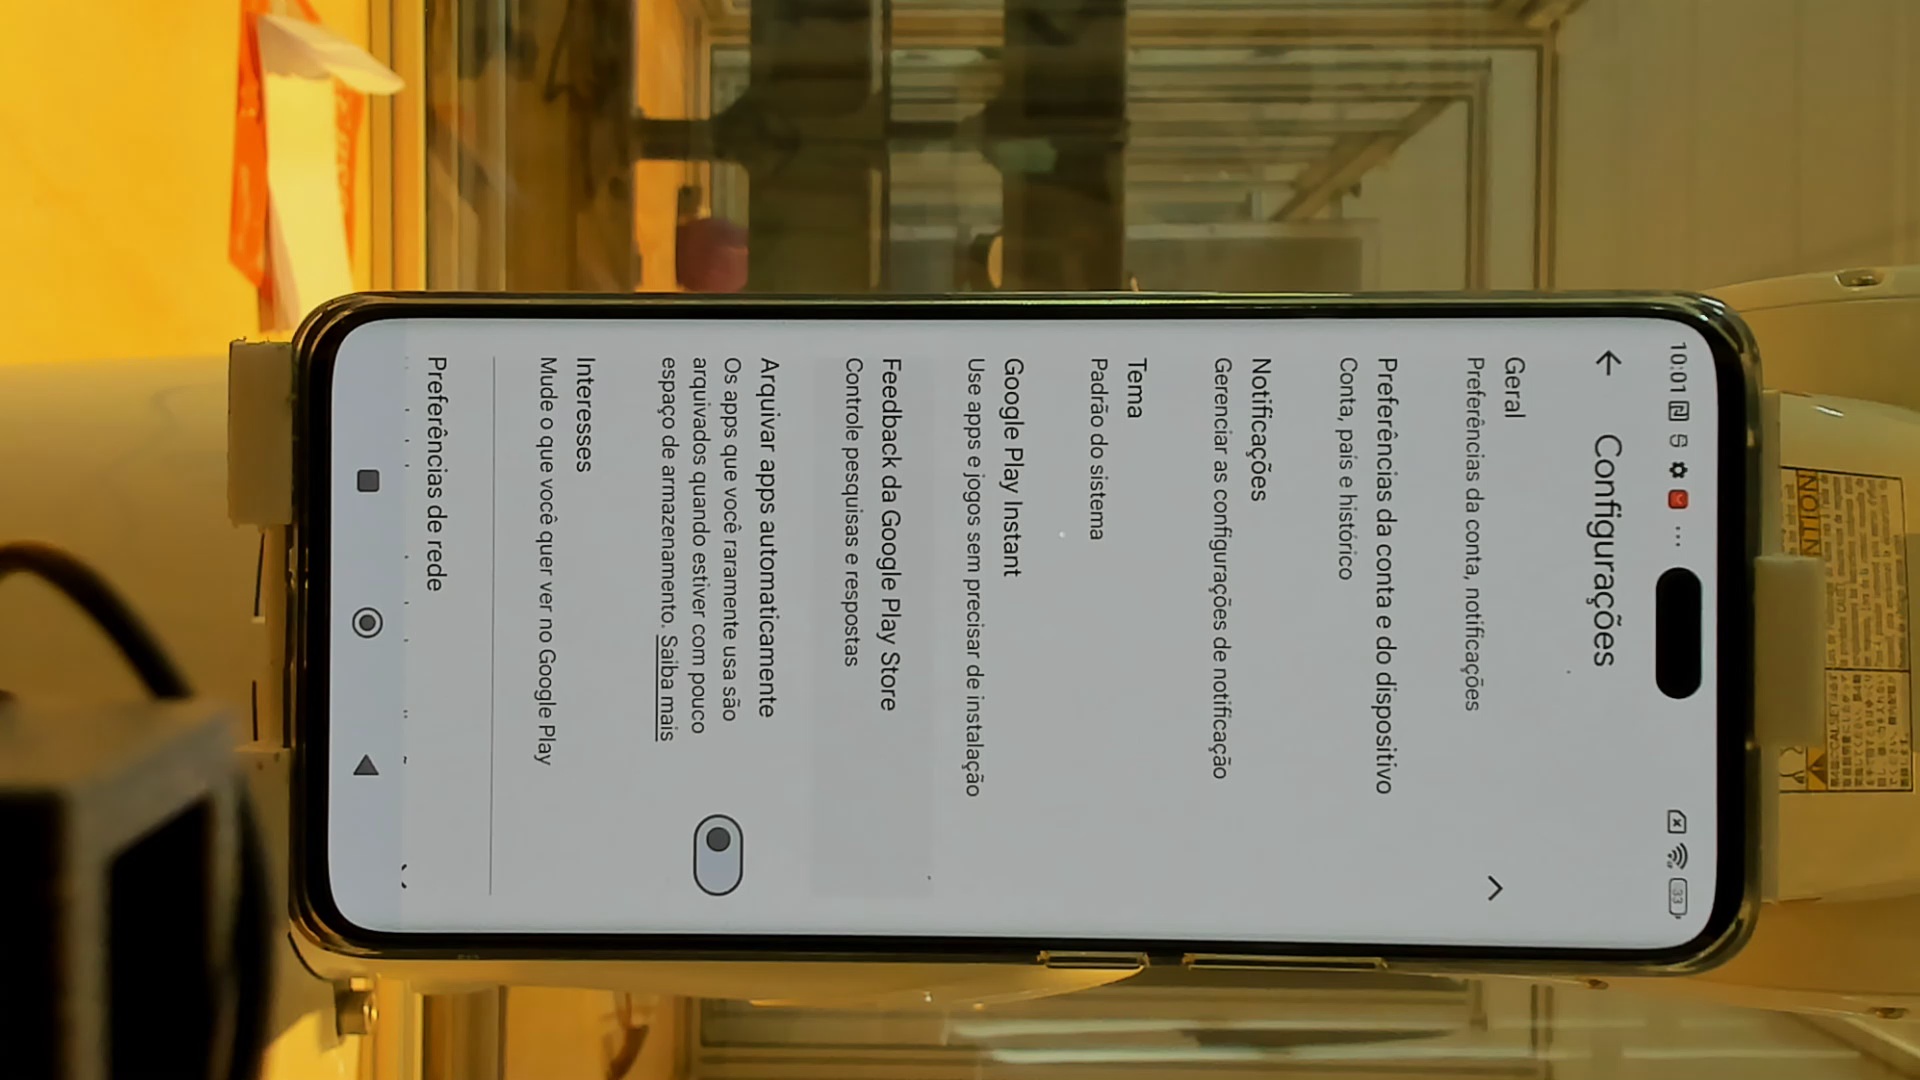 10:01
33
Configurações
Geral
Preferências da conta, notificações
Preferências da conta e do dispositivo
Conta, país e histórico
Notificações
Gerenciar as configurações de notificação
Tema
Padrão do sistema
Google Play Instant
Use apps e jogos sem precisar de instalação
Feedback da Google Play Store
Controle pesquisas e respostas
Arquivar apps automaticamente
Os apps que você raramente usa são
arquivados quando estiver com pouco
espaço de armazenamento. Saiba mais
Interesses
Mude o que você quer ver no Google Play
Preferências de rede